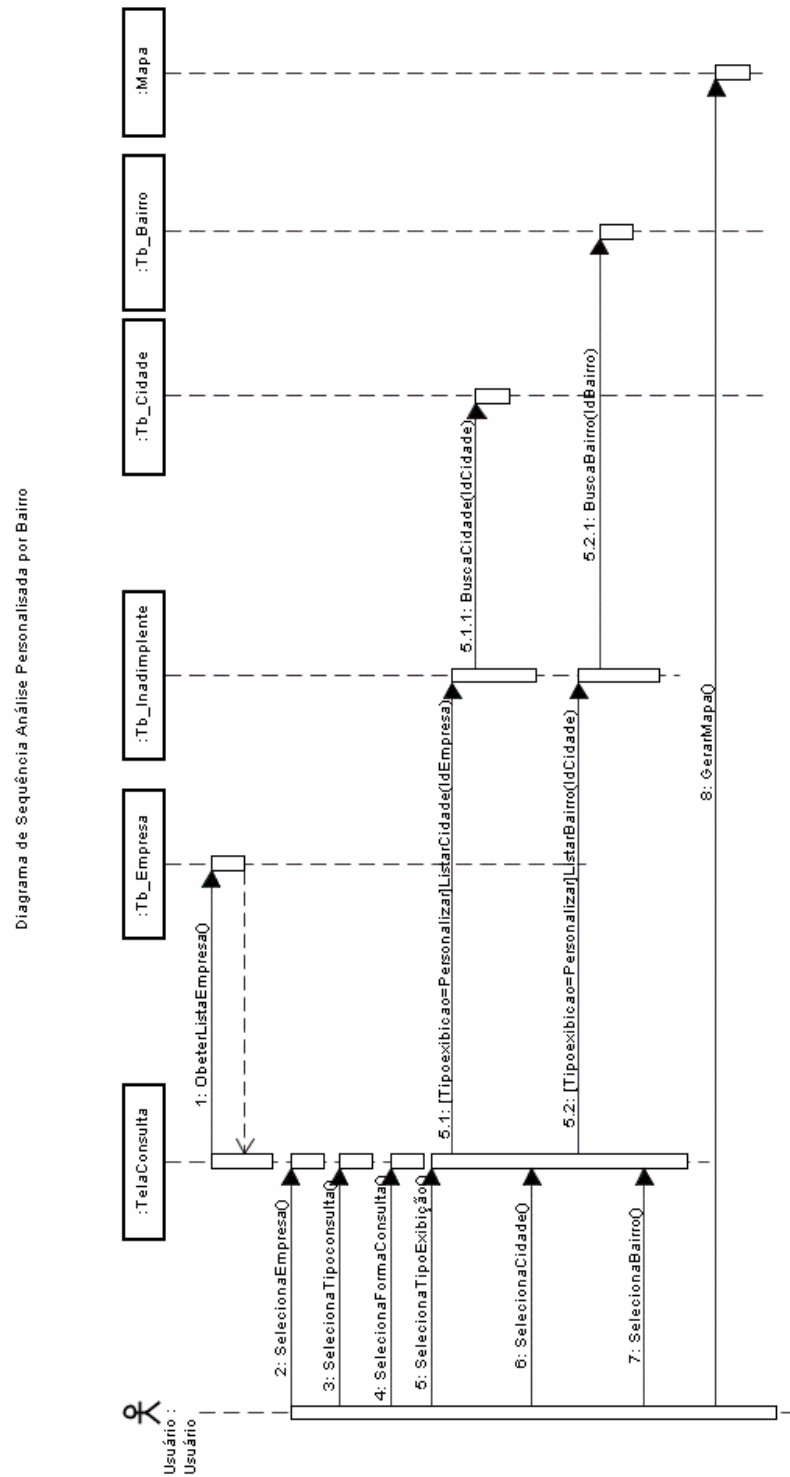 Diagrama de Sequência Análise Personalisada por Bairro
Usuário :
Usuário
:TelaConsulta
:Tb_Empresa
:Tb_Inadimplente
:Tb_Cidade
:Tb_Bairro
:Mapa
1: ObeterListaEmpresa()
2: SelecionaEmpresa()
3: SelecionaTipoconsulta()
4: SelecionaFormaConsulta()
5: SelecionaTipoExibição()
5.1: [Tipoexibicao=Personalizar]ListarCidade(IdEmpresa)
5.1.1: BuscaCidade(IdCidade)
6: SelecionaCidade()
5.2: [Tipoexibicao=Personalizar]ListarBairro(IdCidade)
5.2.1: BuscaBairro(IdBairro)
7: SelecionaBairro()
8: GerarMapa()